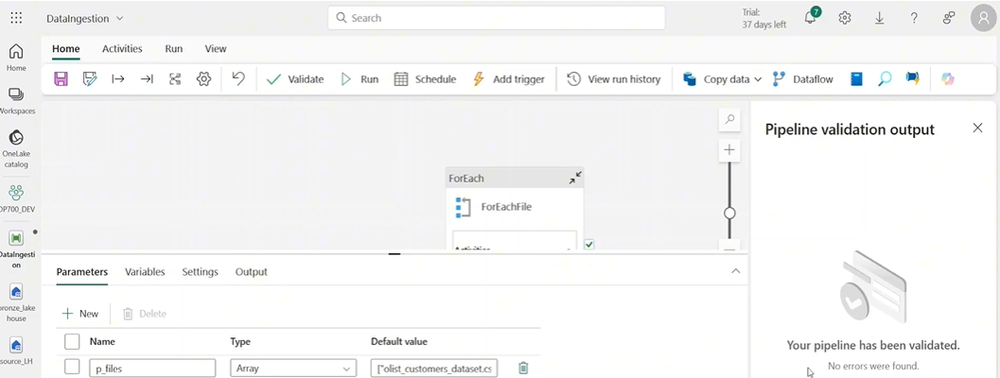 DataIngestion
Search
Trial:
37 days left
7
Home
Activities
Run
View
Validate
Run
Schedule
Add trigger
View run history
Copy data
Dataflow
Home
Workspaces
OneLake
catalog
DP700_DEV
DataIngesti
on
bronze_lake
house
source_LH
ForEach
ForEachFile
Activities
Parameters
Variables
Settings
Output
New
Delete
Name
Type
Default value
p_files
Array
["olist_customers_dataset.cs
Pipeline validation output
Your pipeline has been validated.
No errors were found.